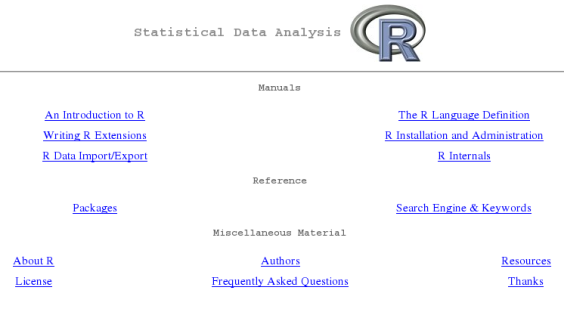 Statistical Data Analysis R
Manuals
An Introduction to R The R Language Definition
Writing R Extensions R Installation and Administration
R Data Import/Export R Internals
Reference
Packages Search Engine & Keywords
Miscellaneous Material
About R Authors Resources
License Frequently Asked Questions Thanks